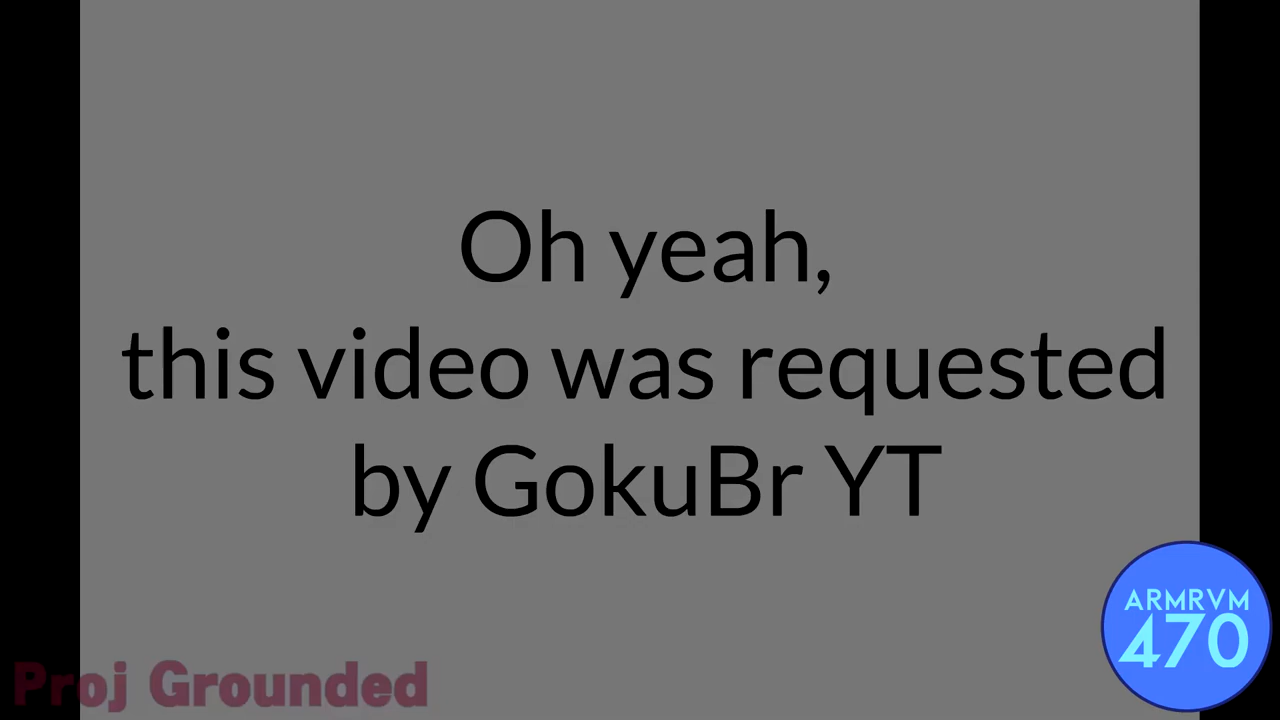 Oh yeah,
this video was requested
by GokuBr YT
ARMRVM
470
Proj Grounded